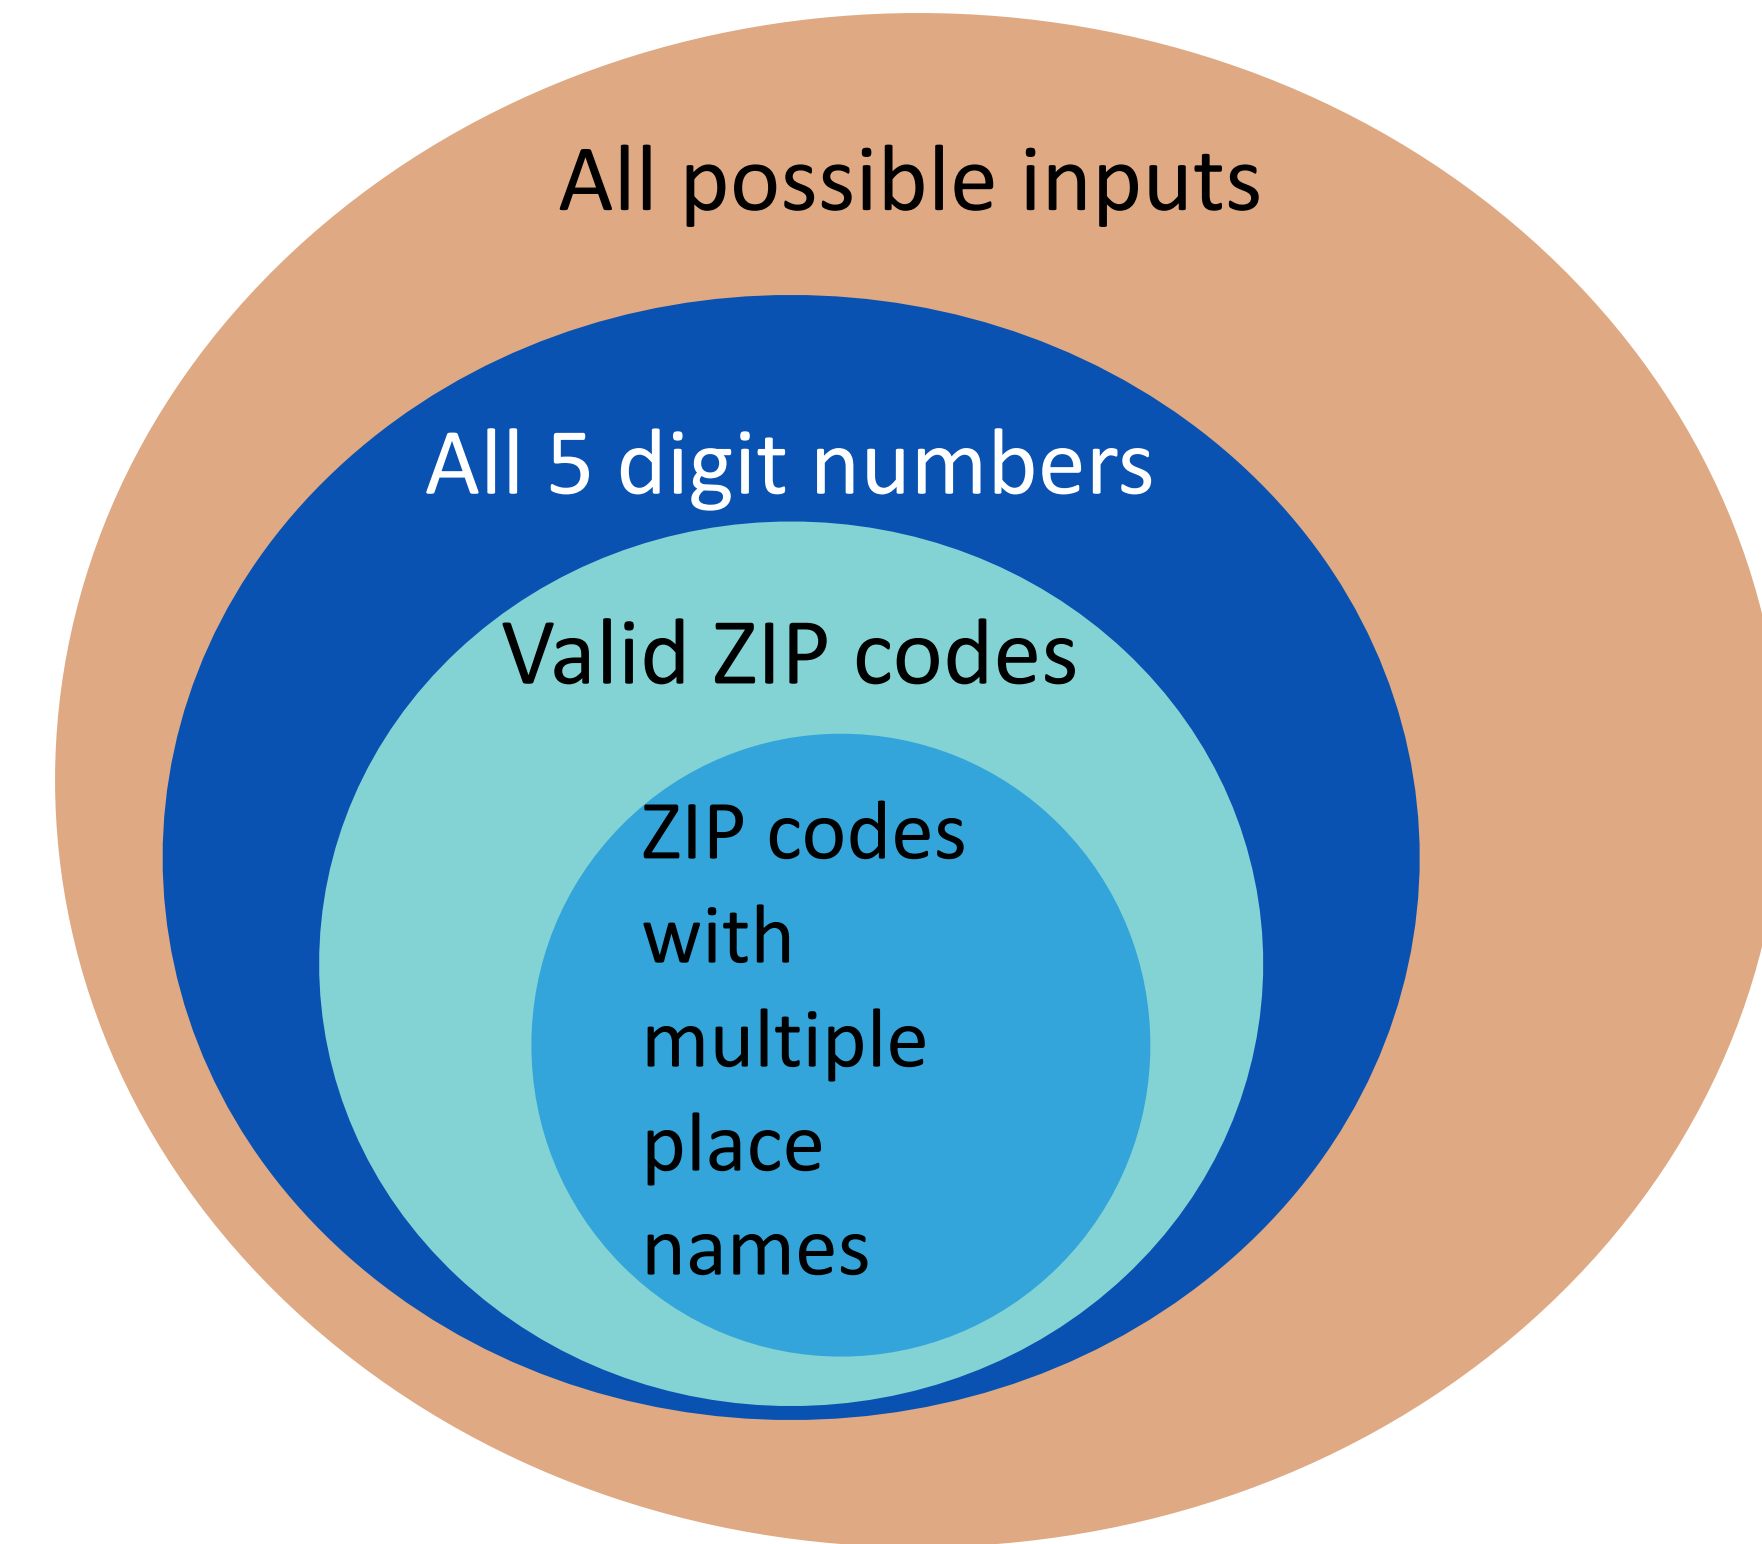 All possible inputs
All 5 digit numbers
Valid ZIP codes
ZIP codes
with
multiple
place
names